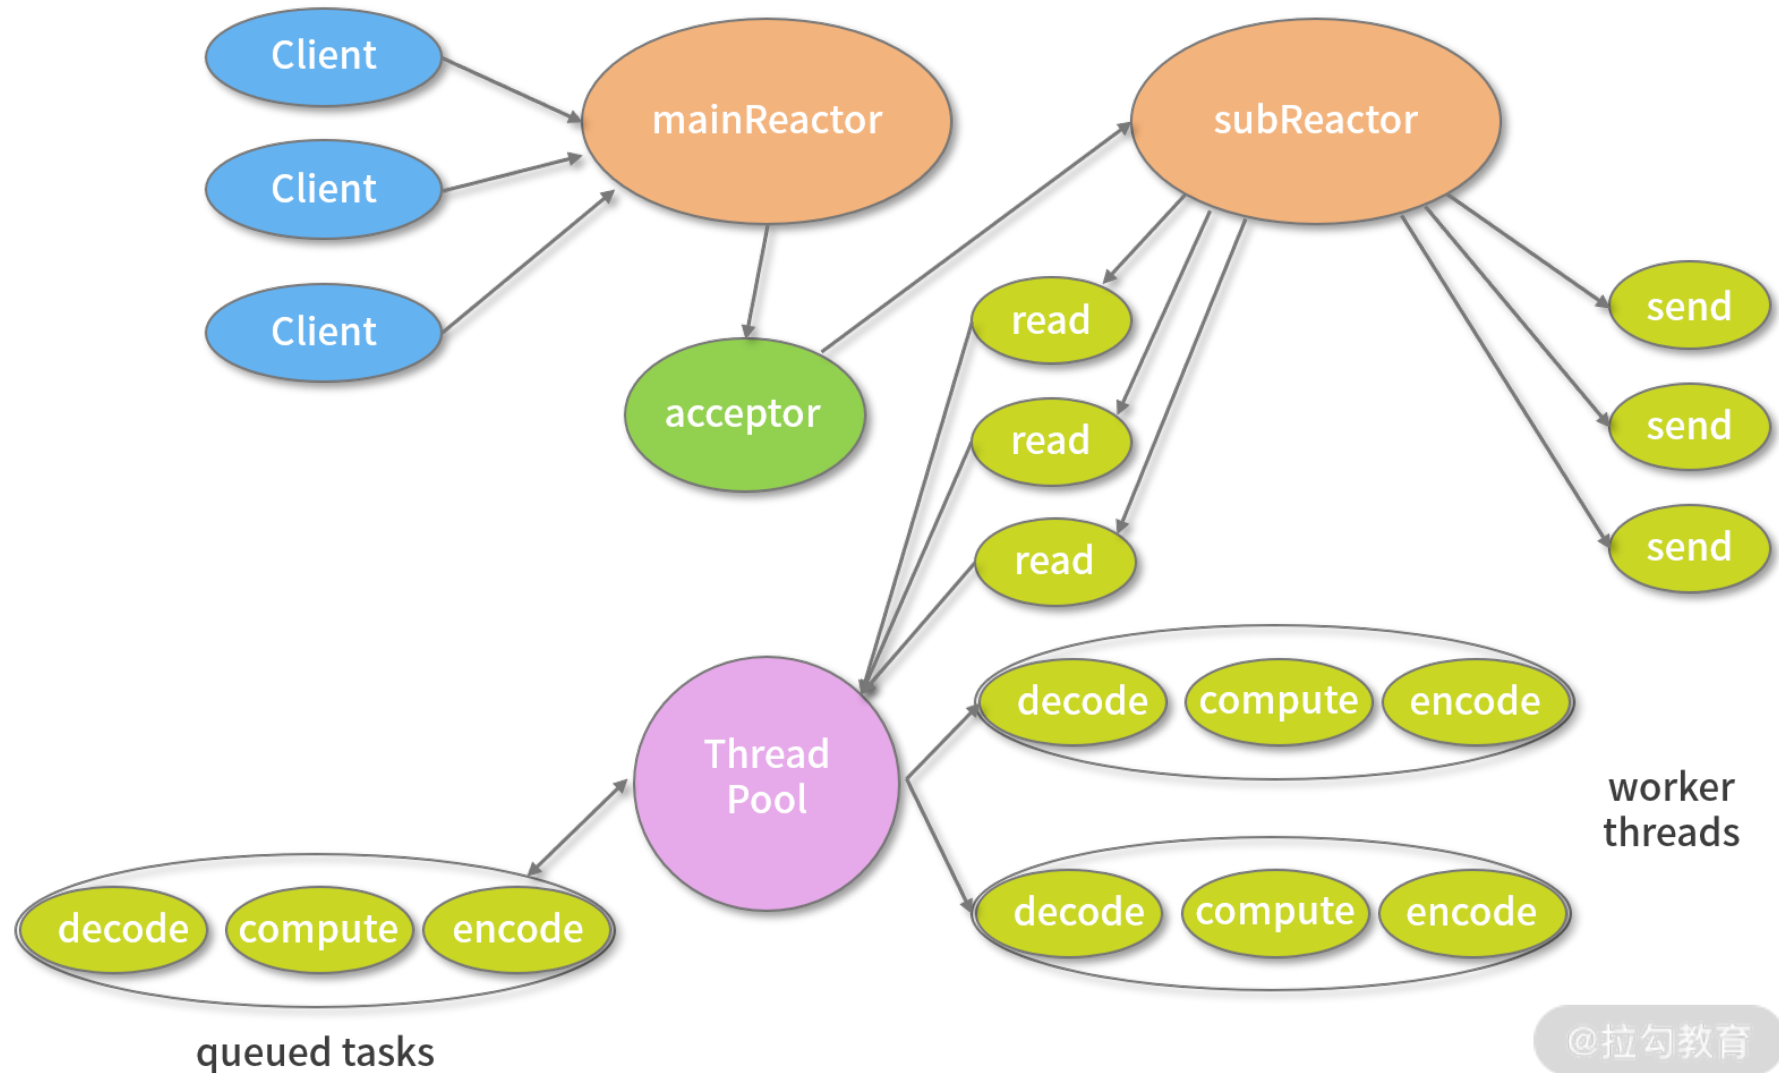 Client
mainReactor
subReactor
Client
Client
read
send
acceptor
read
send
read
send
decode
compute
encode
Thread
Pool
worker
threads
decode
compute
encode
decode
compute
encode
queued tasks
@拉勾教育